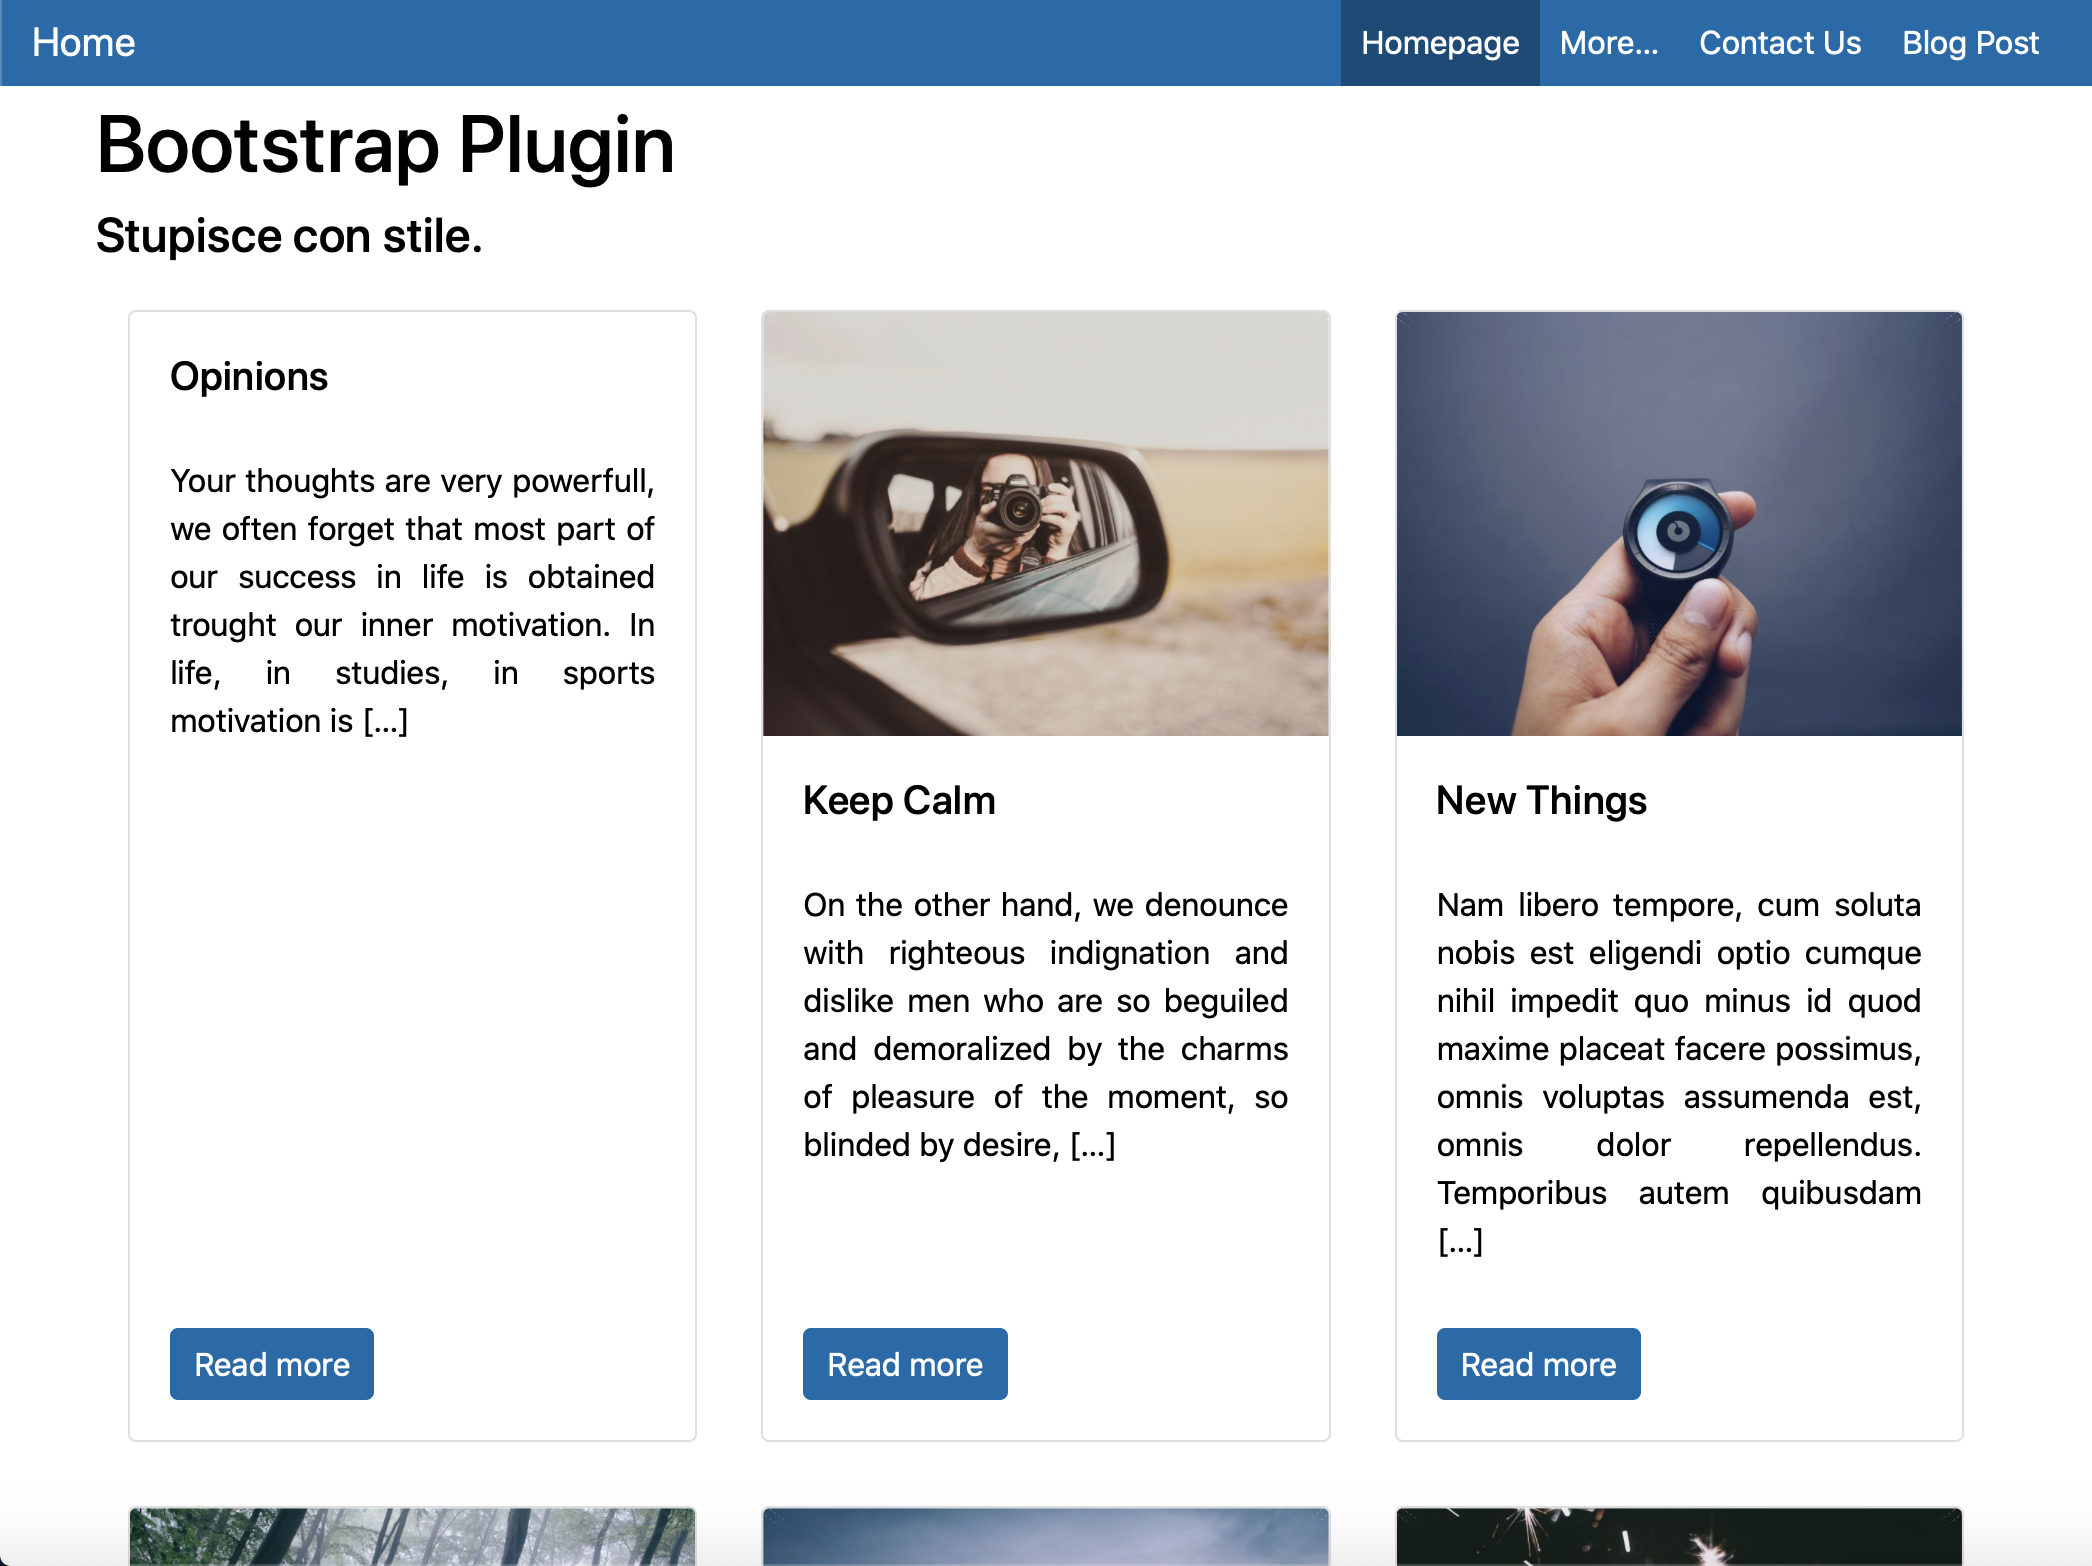 Home
Homepage More... Contact Us Blog Post
Bootstrap Plugin
Stupisce con stile.
Opinions
Your thoughts are very powerfull,
we often forget that most part of
our success in life is obtained
trought our inner motivation. In
life, in studies, in sports
motivation is [...]
Read more
Keep Calm
On the other hand, we denounce
with righteous indignation and
dislike men who are so beguiled
and demoralized by the charms
of pleasure of the moment, so
blinded by desire, [...]
Read more
New Things
Nam libero tempore, cum soluta
nobis est eligendi optio cumque
nihil impedit quo minus id quod
maxime placeat facere possimus,
omnis voluptas assumenda est,
omnis dolor repellendus.
Temporibus autem quibusdam
[...]
Read more